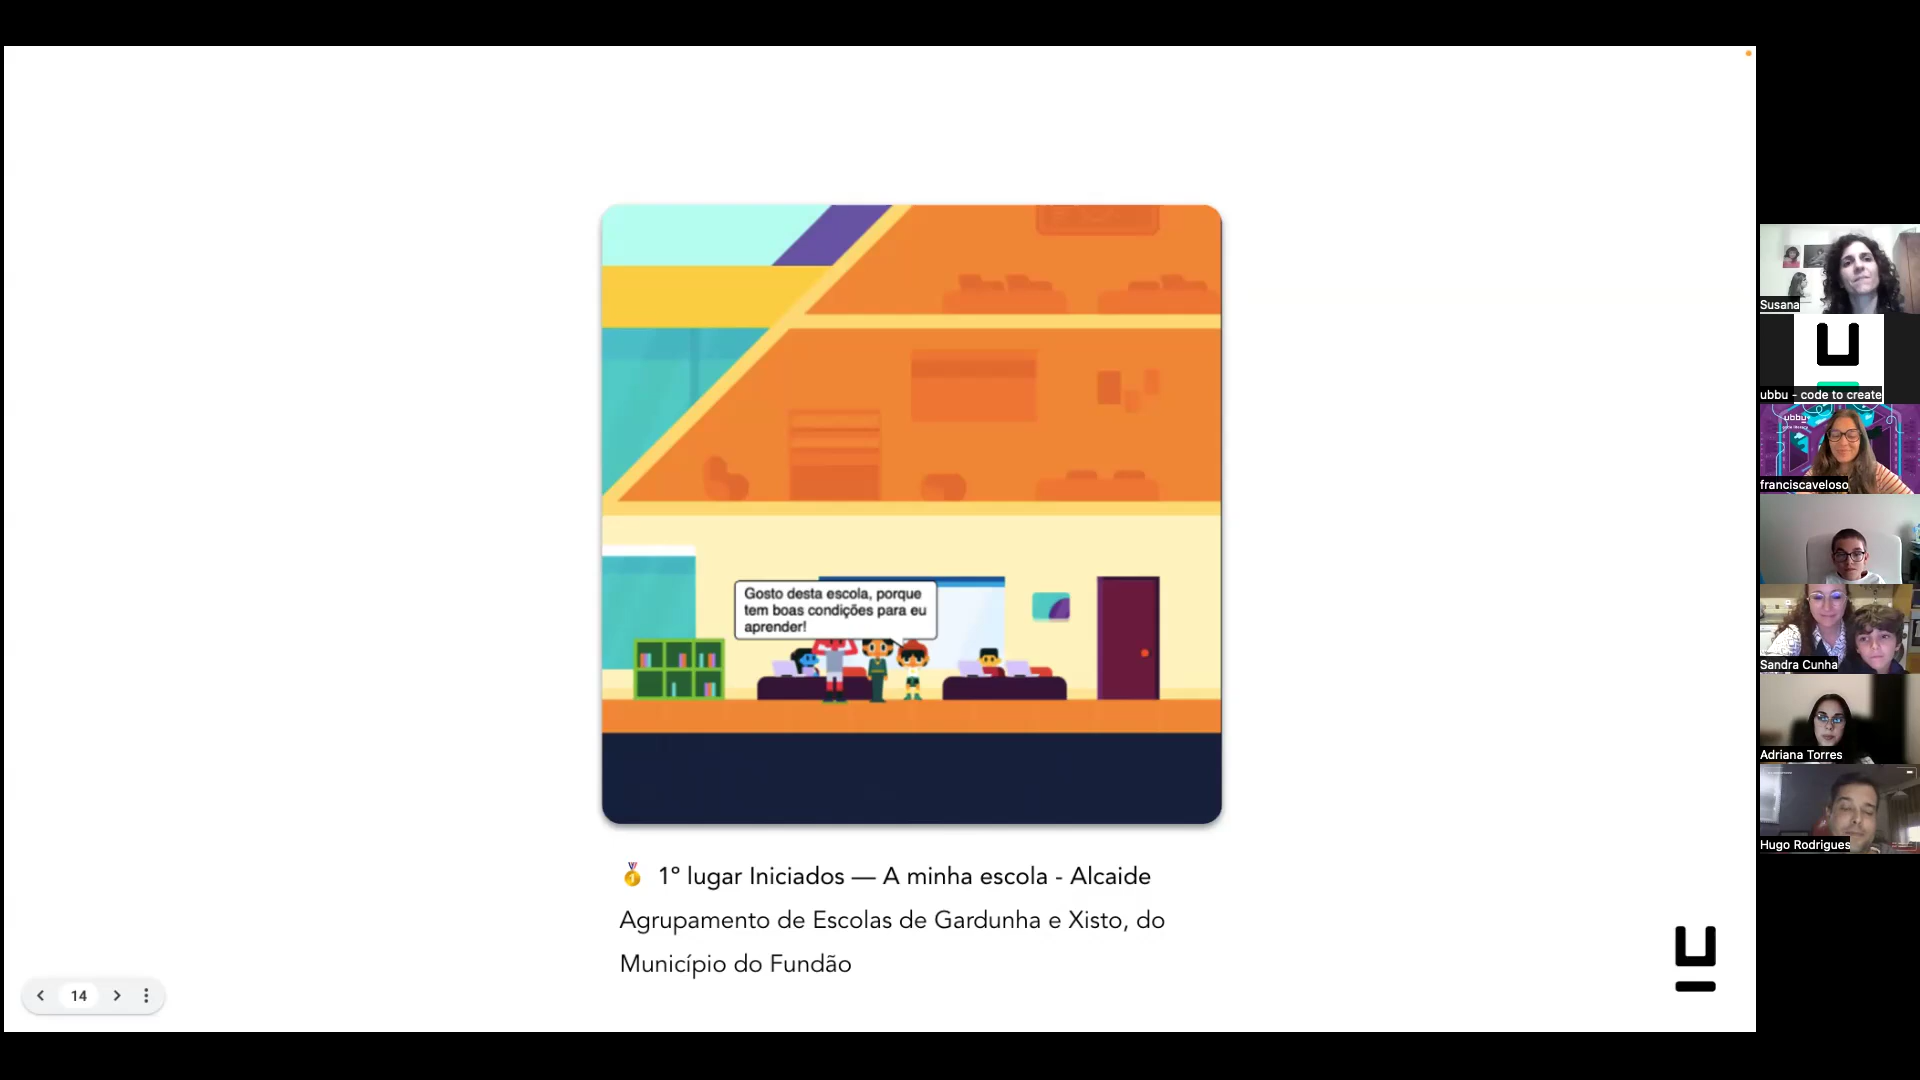 Gosto desta escola, porque
tem boas condições para eu
aprender!
🥇 1º lugar Iniciados — A minha escola - Alcaide
Agrupamento de Escolas de Gardunha e Xisto, do
Município do Fundão
14
Susana
ubbu - code to create
ubbu
franciscaveloso
Sandra Cunha
Adriana Torres
Hugo Rodrigues